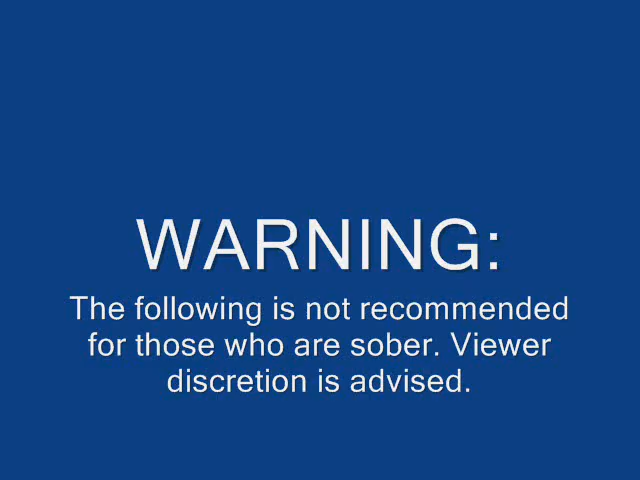 WARNING:
The following is not recommended
for those who are sober. Viewer
discretion is advised.